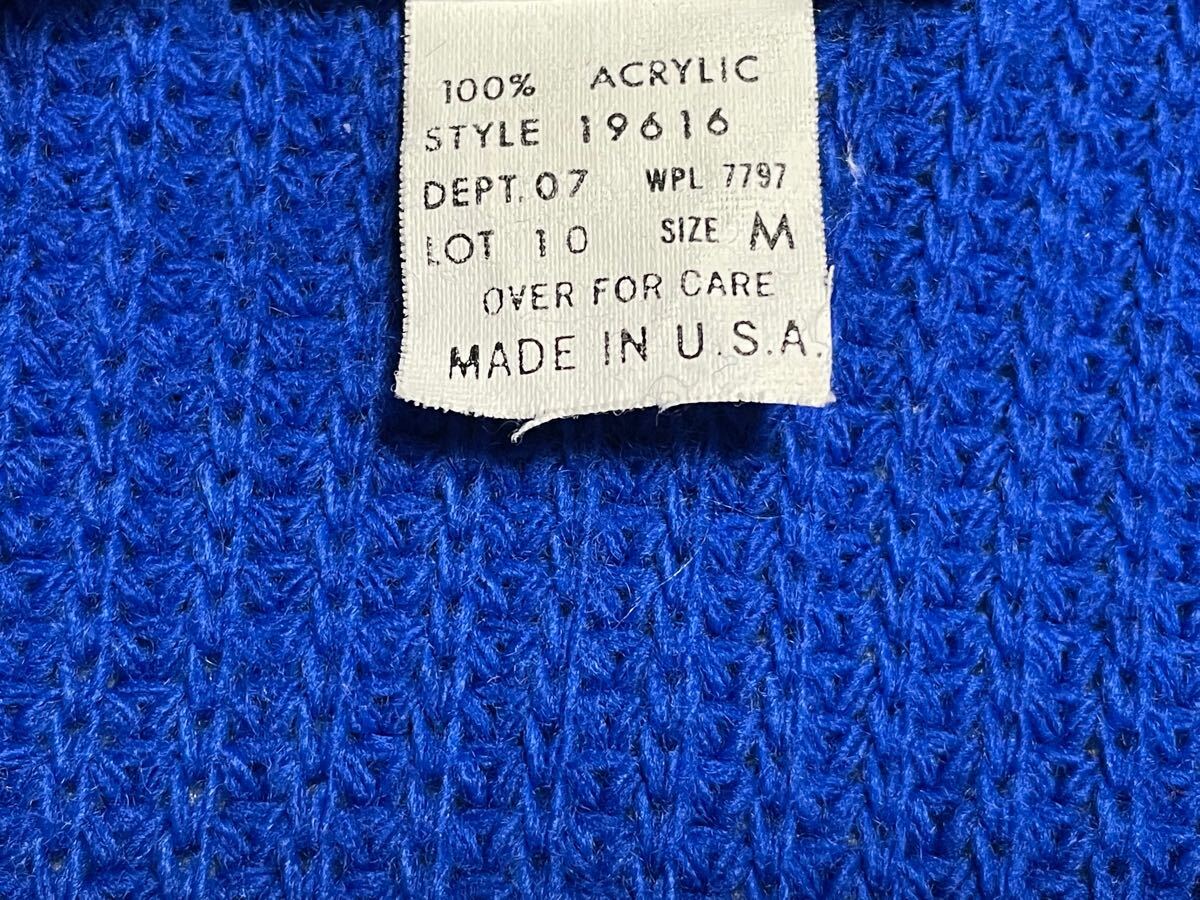 100% ACRYLIC
STYLE 19616
DEPT. 07 WPL 7797
LOT 10 SIZE M
OVER FOR CARE
MADE IN U.S.A.